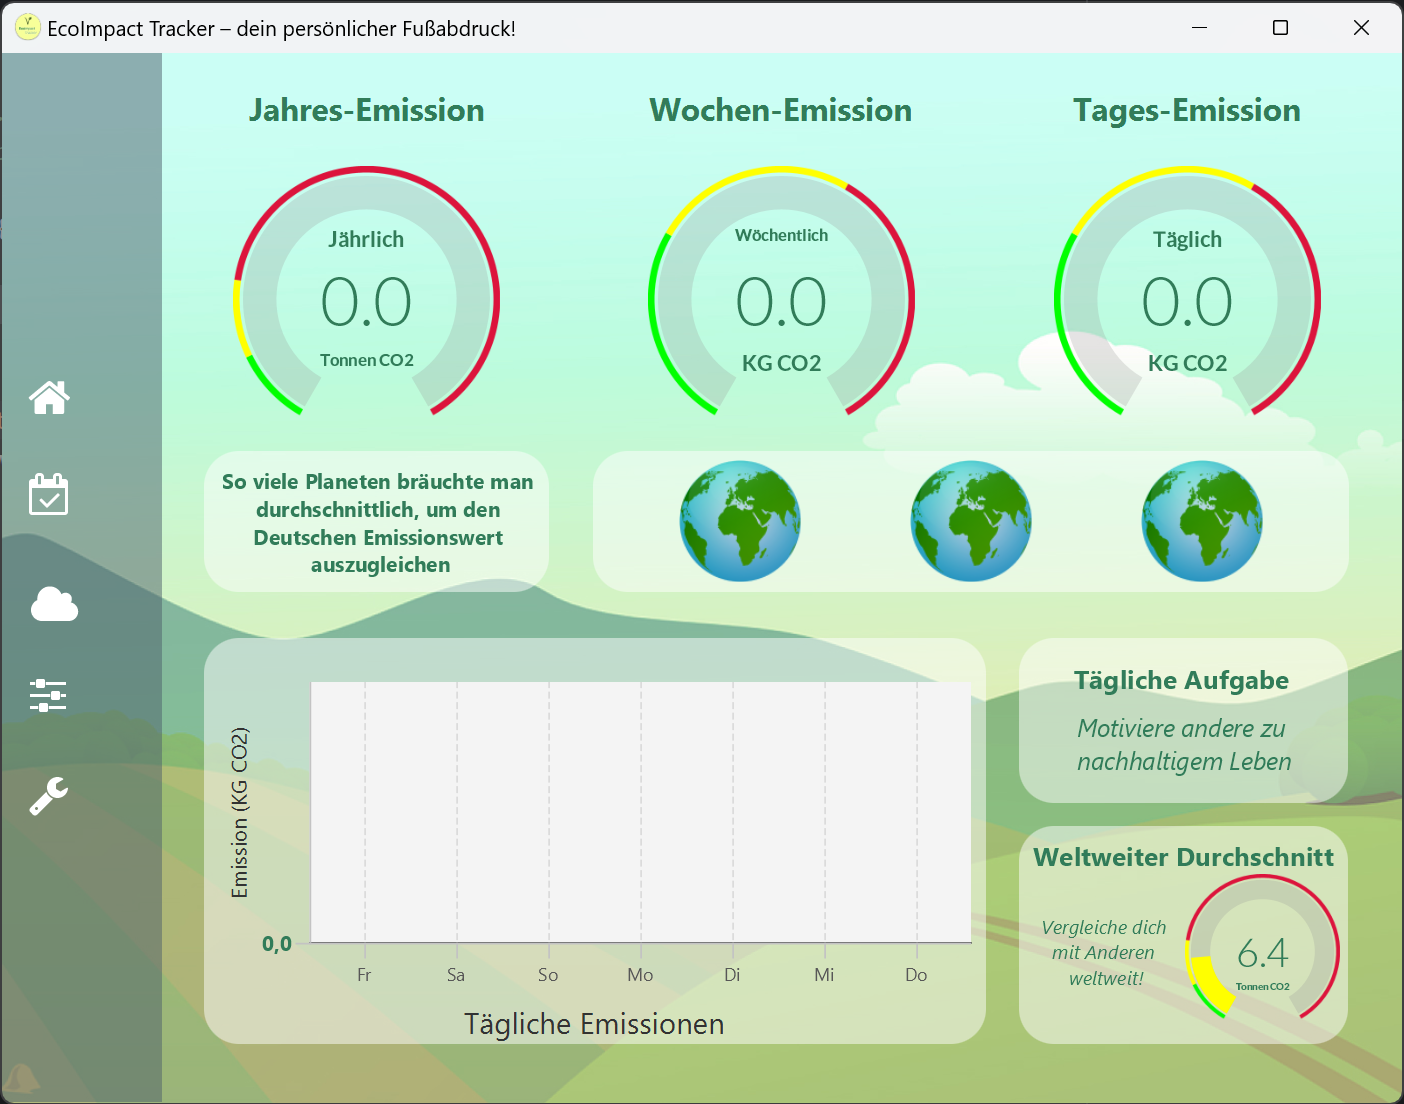 EcoImpact Tracker – dein persönlicher Fußabdruck!
Jahres-Emission
Wochen-Emission
Tages-Emission
Jährlich
0.0
Tonnen CO2
Wöchentlich
0.0
KG CO2
Täglich
0.0
KG CO2
So viele Planeten bräuchte man
durchschnittlich, um den
Deutschen Emissionswert
auszugleichen
Emission (KG CO2)
0,0
Fr
Sa
So
Mo
Di
Mi
Do
Tägliche Emissionen
Tägliche Aufgabe
Motiviere andere zu
nachhaltigem Leben
Weltweiter Durchschnitt
Vergleiche dich
mit Anderen
weltweit!
6.4
Tonnen CO2